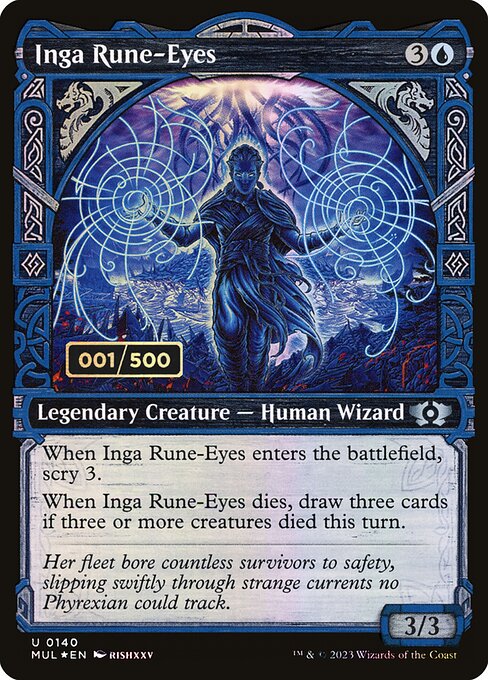 Inga Rune-Eyes 3
001/500
Legendary Creature — Human Wizard
When Inga Rune-Eyes enters the battlefield,
scry 3.
When Inga Rune-Eyes dies, draw three cards
if three or more creatures died this turn.
Her fleet bore countless survivors to safety,
slipping swiftly through strange currents no
Phyrexian could track.
3/3
U 0140
MUL★EN RISHXXV
™ & © 2023 Wizards of the Coast